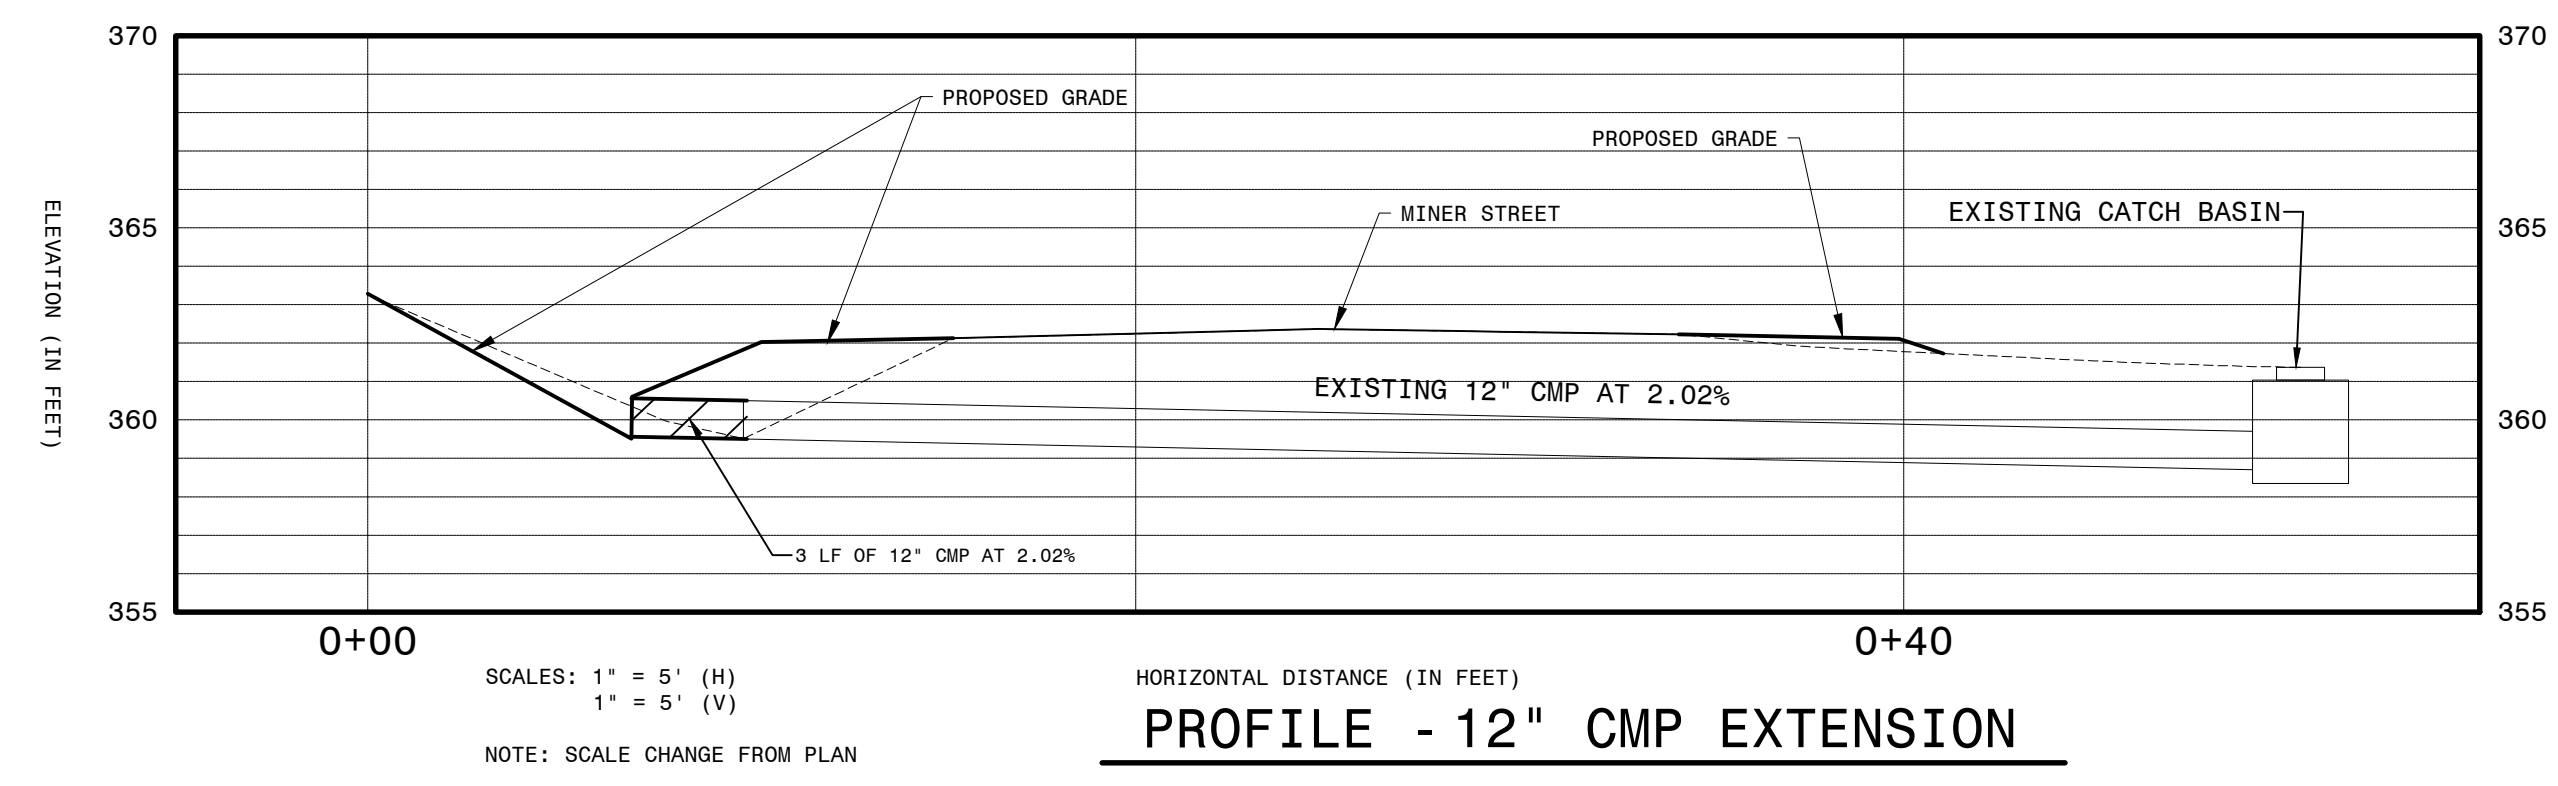 370
370
PROPOSED GRADE
PROPOSED GRADE
EXISTING CATCH BASIN
MINER STREET
365
365
ELEVATION (IN FEET)
EXISTING 12" CMP AT 2.02%
360
360
3 LF OF 12" CMP AT 2.02%
355
355
0+00
0+40
SCALES: 1" = 5' (H)
1" = 5' (V)
HORIZONTAL DISTANCE (IN FEET)
PROFILE - 12" CMP EXTENSION
NOTE: SCALE CHANGE FROM PLAN